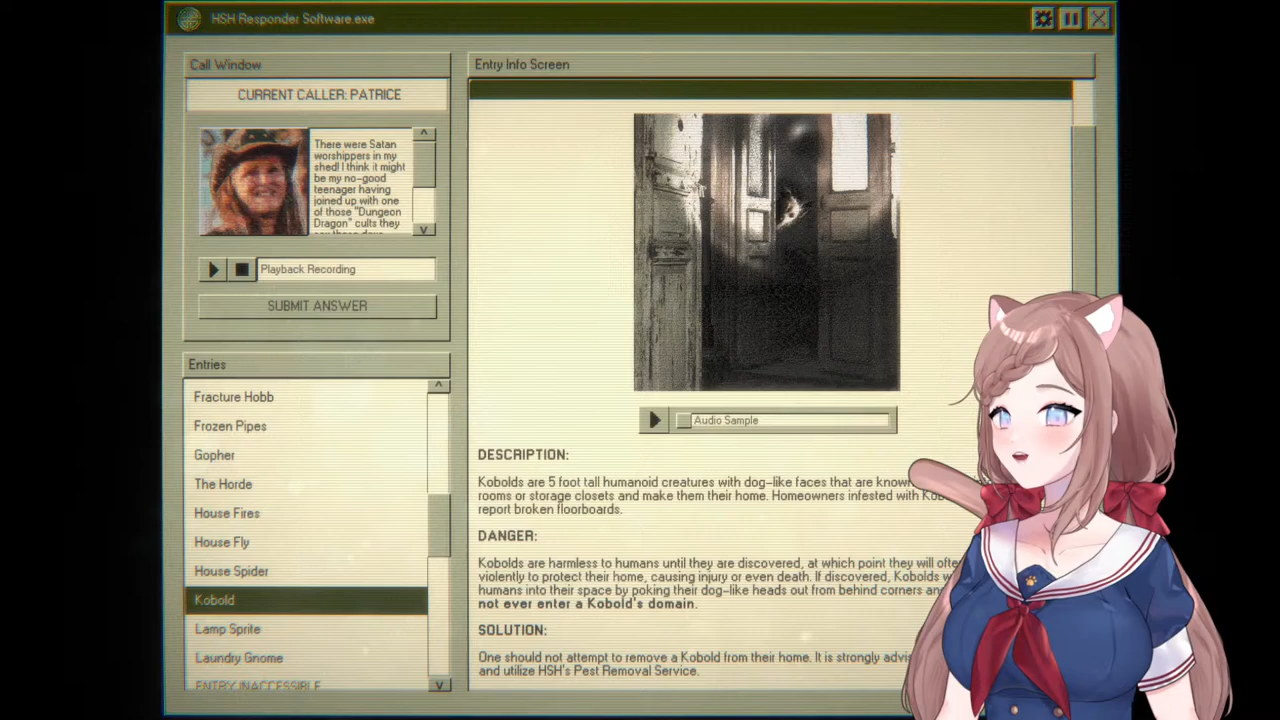 HSH Responder Software.exe
Call Window
CURRENT CALLER: PATRICE
There were Satan
worshippers in my
shed! I think it might
be my no-good
teenager having
joined up with one
of those "Dungeon
Dragon" cults they
Playback Recording
SUBMIT ANSWER
Entries
Fracture Hobb
Frozen Pipes
Gopher
The Horde
House Fires
House Fly
House Spider
Kobold
Lamp Sprite
Laundry Gnome
ENTRY INACCESSIBLE
Entry Info Screen
Audio Sample
DESCRIPTION:
Kobolds are 5 foot tall humanoid creatures with dog-like faces that are known
rooms or storage closets and make them their home. Homeowners infested with
report broken floorboards.
DANGER:
Kobolds are harmless to humans until they are discovered, at which point they will
violently to protect their home, causing injury or even death. If discovered, Kobolds
humans into their space by poking their dog-like heads out from behind corners
not ever enter a Kobold's domain.
SOLUTION:
One should not attempt to remove a Kobold from their home. It is strongly
and utilize HSH's Pest Removal Service.